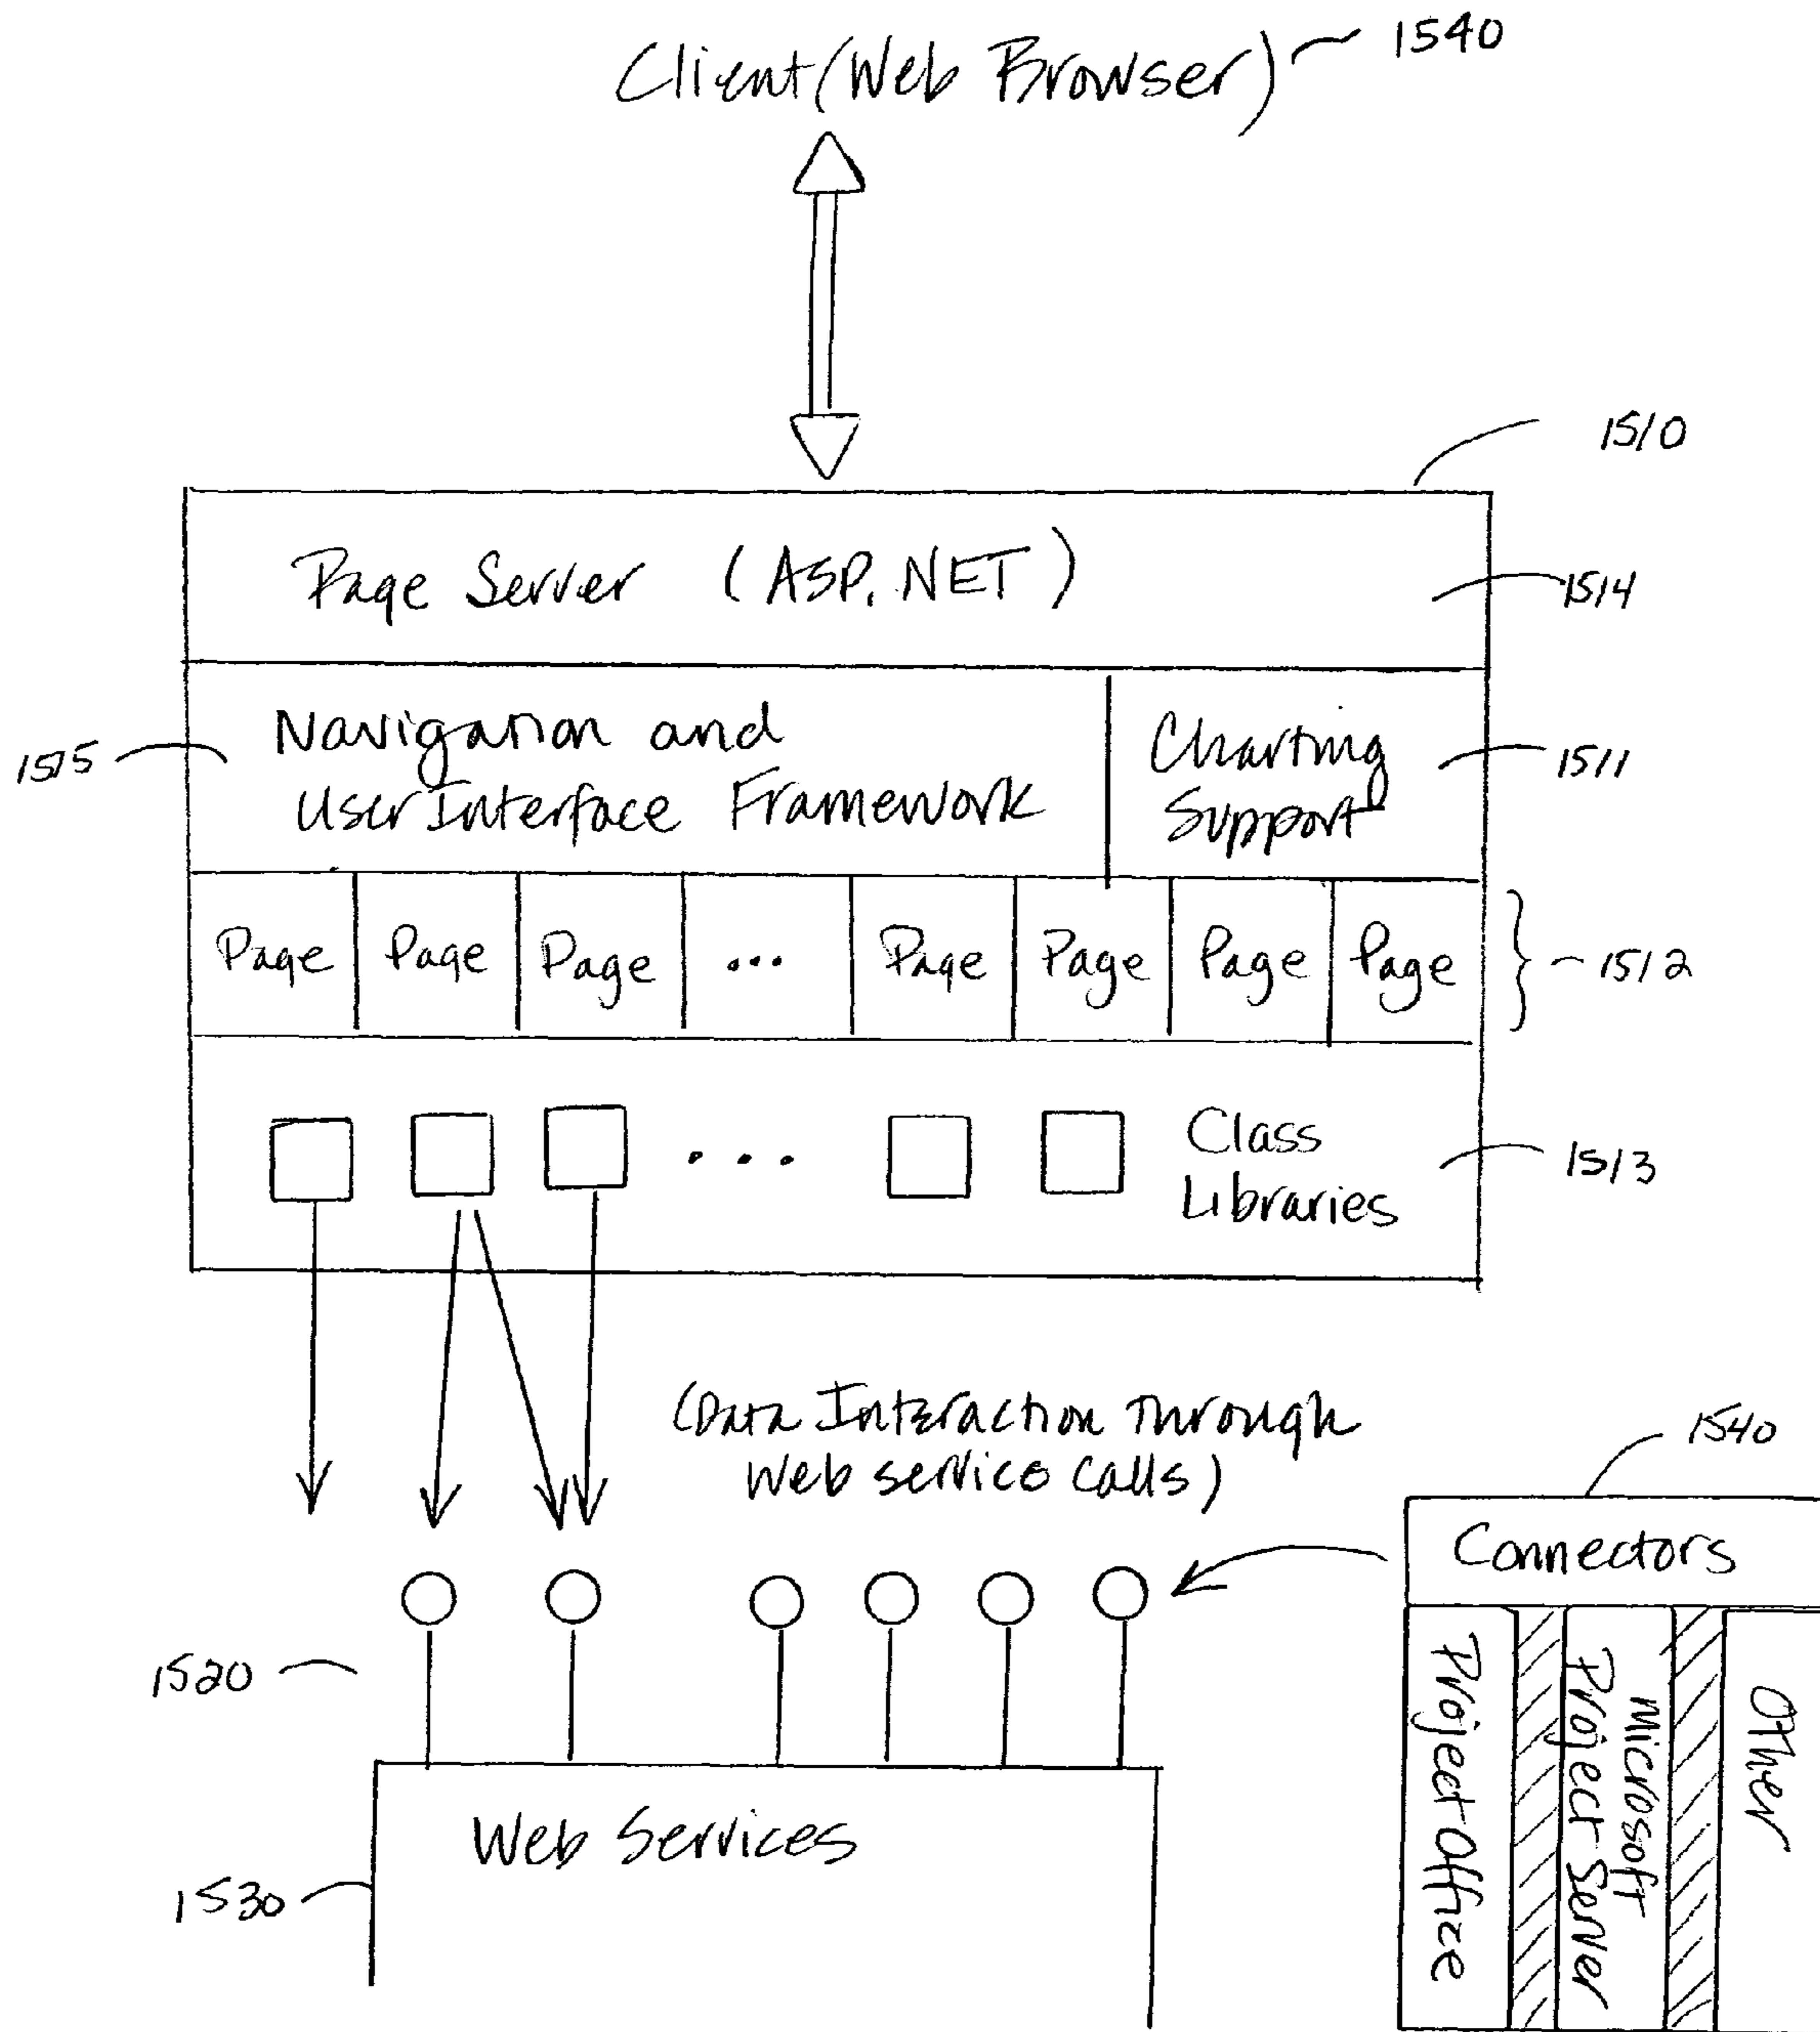 Client (Web Browser) 1540
1510
Page Server (ASP.NET)
1514
1515
Navigation and
User Interface Framework
Charting
Support
1511
Page Page Page ... Page Page Page Page
1512
... Class
Libraries
1513
(Data Interaction Through
Web service calls)
1540
Connectors
Project Office
Microsoft
Project Server
Other
1520
Web Services
1530